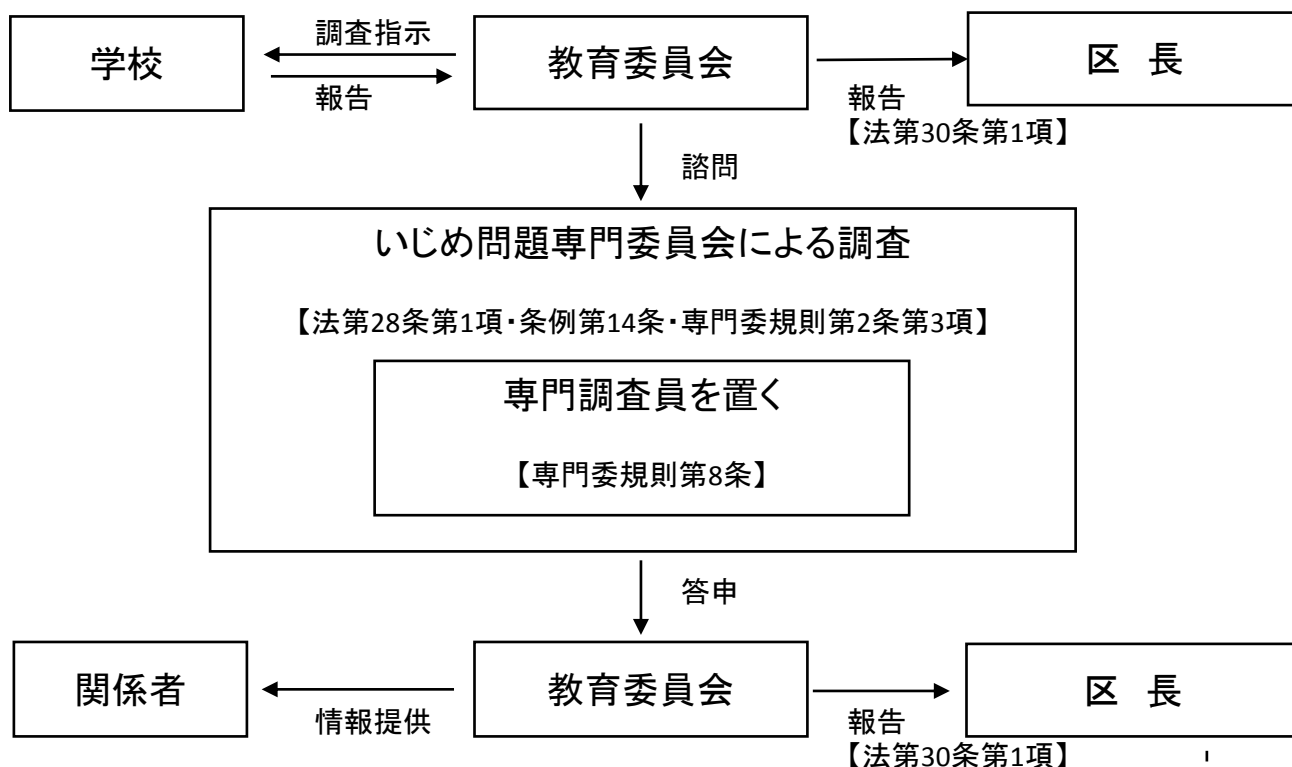 学校
調査指示
報告
教育委員会
報告
【法第30条第1項】
区 長
諮問
いじめ問題専門委員会による調査
【法第28条第1項・条例第14条・専門委規則第2条第3項】
専門調査員を置く
【専門委規則第8条】
答申
関係者
情報提供
教育委員会
報告
【法第30条第1項】
区 長